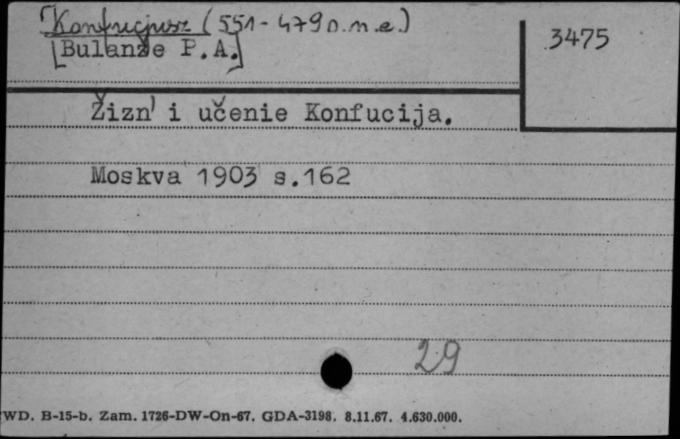 Konfucjusz (551-479 p.n.e.)
3475
[Bulanže P.A.]
Žizn' i učenie Konfucija.
Moskva 1903 s.162
29
WD. B-15-b. Zam. 1726-DW-On-67. GDA-3198. 8.11.67. 4.630.000.